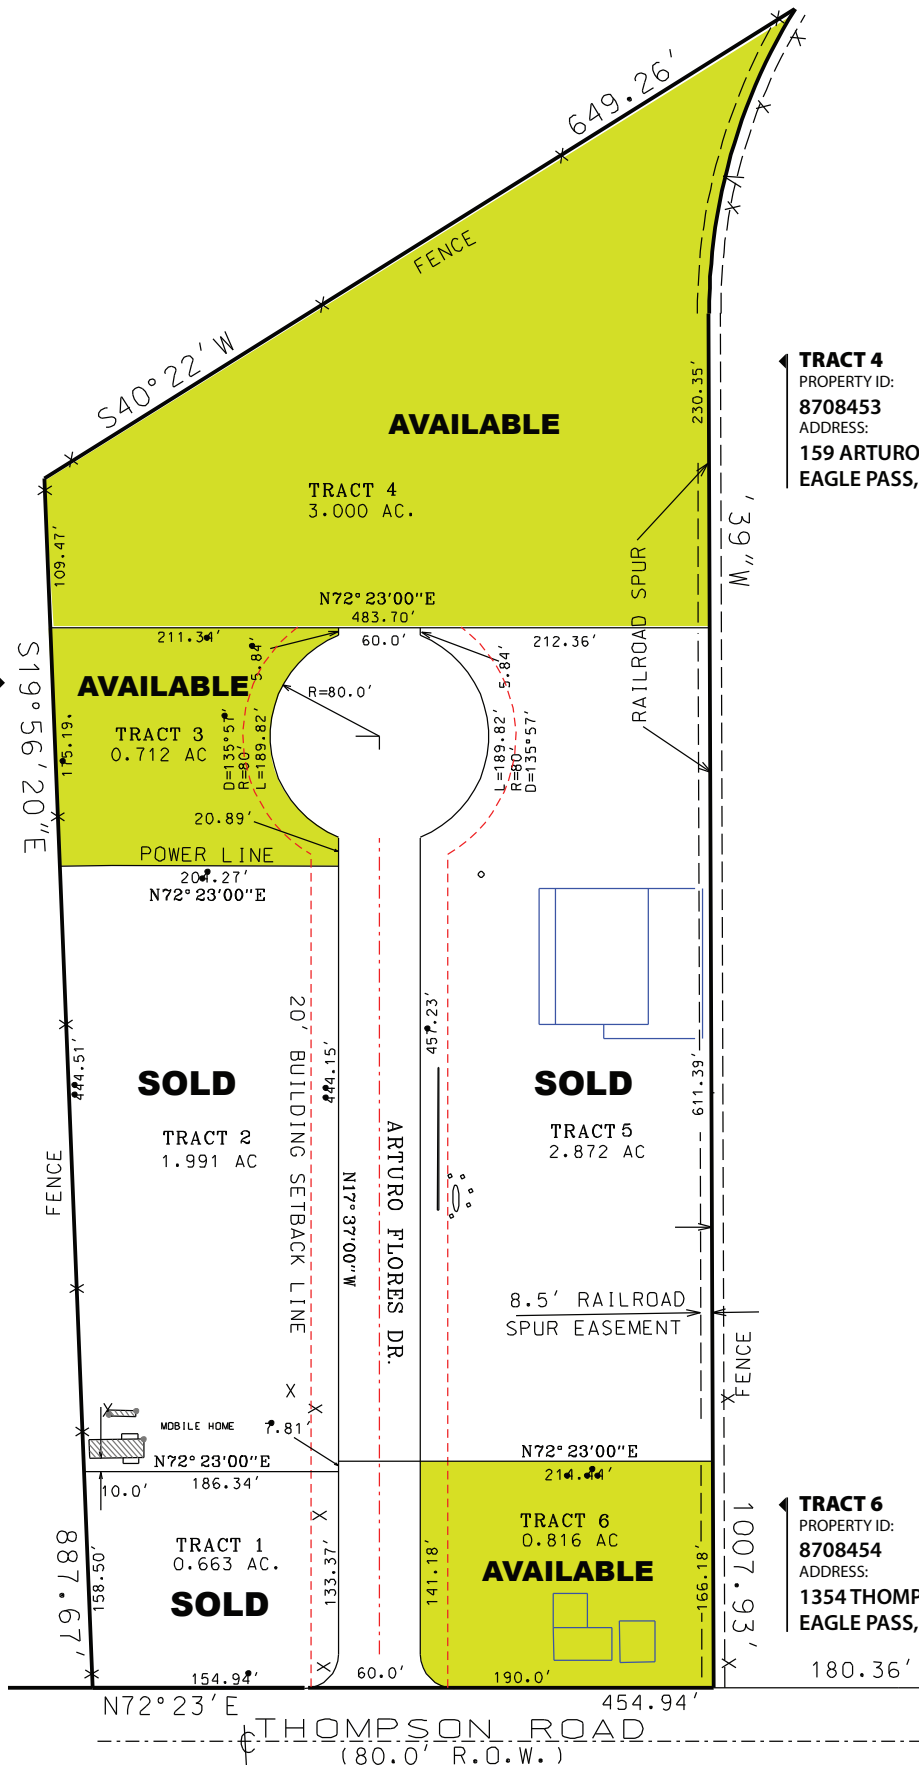 649.26'
FENCE
S40°22'W
230.35'
TRACT 4
PROPERTY ID:
8708453
ADDRESS:
159 ARTURO
EAGLE PASS,
AVAILABLE
TRACT 4
3.000 AC.
109.47'
'39"W
RAILROAD SPUR
N72°23'00"E
483.70'
211.34'
60.0'
212.36'
5.84'
5.84'
S19°56'20"E
AVAILABLE
R=80.0'
TRACT 3
0.712 AC
115.19.
D=135°57'
R=80'
L=189.82'
L=189.82'
R=80'
D=135°57'
20.89'
POWER LINE
N72°23'00"E
457.23'
20' BUILDING SETBACK LINE
444.51'
444.15'
611.39'
SOLD
SOLD
TRACT 2
1.991 AC
TRACT 5
2.872 AC
ARTURO FLORES DR.
N17°37'00"W
FENCE
8.5' RAILROAD
SPUR EASEMENT
FENCE
MOBILE HOME
7.81'
N72°23'00"E
186.34'
10.0'
N72°23'00"E
TRACT 1
0.663 AC.
SOLD
158.50'
133.37'
141.18'
TRACT 6
0.816 AC
AVAILABLE
166.18'
TRACT 6
PROPERTY ID:
8708454
ADDRESS:
1354 THOMP
EAGLE PASS,
887.67'
1007.93'
154.94'
60.0'
190.0'
180.36'
N72°23'E
454.94'
THOMPSON ROAD
(80.0' R.O.W.)